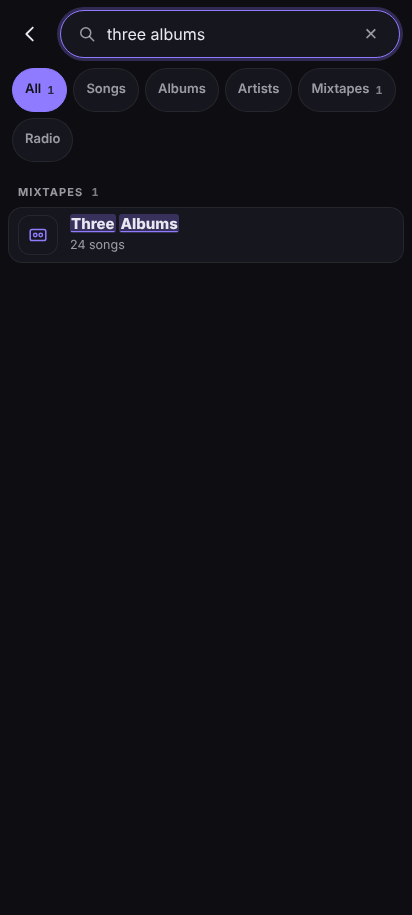 three albums
All 1 Songs Albums Artists Mixtapes 1
Radio
MIXTAPES 1
Three Albums
24 songs